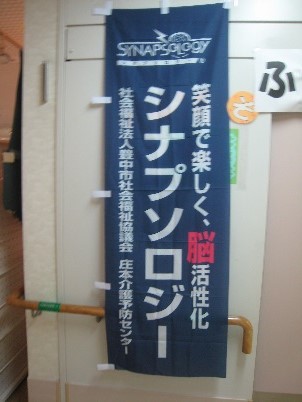 SYNAPSOLOGY
笑顔で楽しく、脳活性化
シナプソロジー
社会福祉法人豊中市社会福祉協議会 庄本介護予防センター
ふ